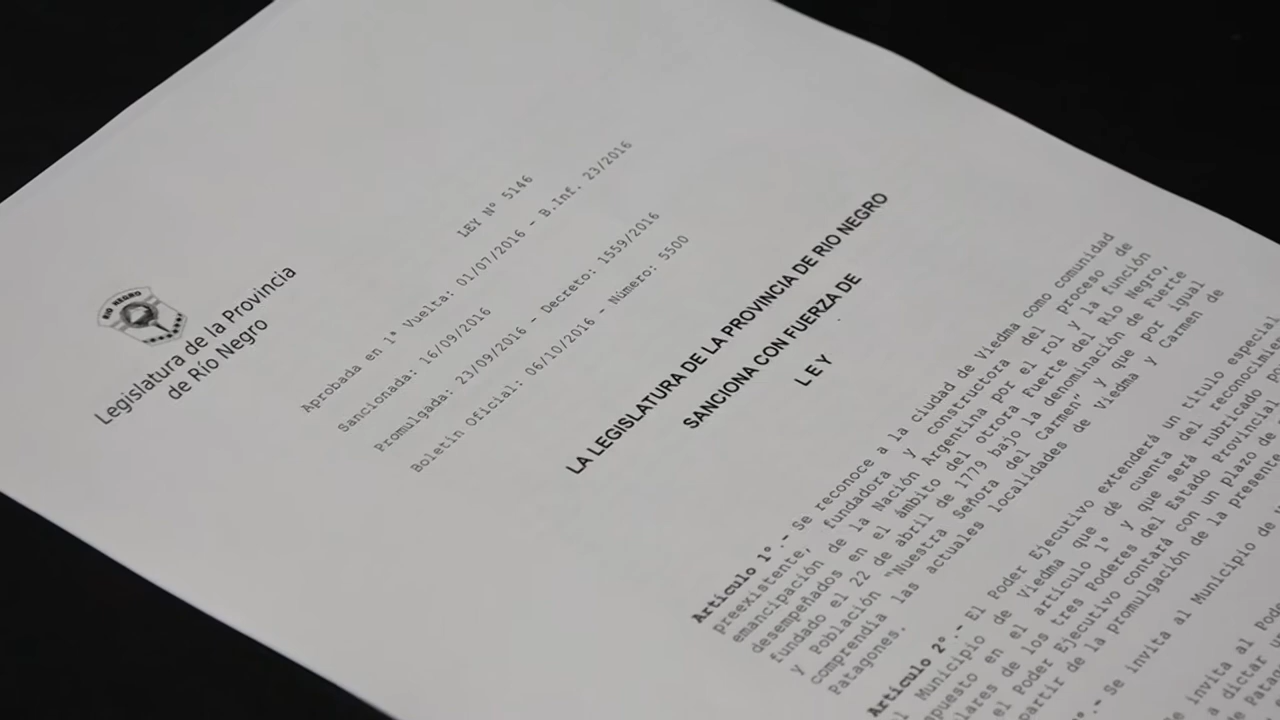 RIO NEGRO
Legislatura de la Provincia
de Río Negro
LEY Nº 5146
Aprobada en 1ª Vuelta: 01/07/2016 - B.Inf. 23/2016
Sancionada: 16/09/2016
Promulgada: 23/09/2016 - Decreto: 1559/2016
Boletín Oficial: 06/10/2016 - Número: 5500
LA LEGISLATURA DE LA PROVINCIA DE RIO NEGRO
SANCIONA CON FUERZA DE
L E Y
Artículo 1º.- Se reconoce a la ciudad de Viedma como comunidad
preexistente, fundadora y constructora del proceso de
emancipación de la Nación Argentina por el rol y la función
desempeñados en el ámbito del otrora Fuerte del Río Negro,
fundado el 22 de abril de 1779 bajo la denominación de Fuerte
y Población "Nuestra Señora del Carmen" y que por igual
comprendía las actuales localidades de Viedma y Carmen de
Patagones.
Artículo 2º.- El Poder Ejecutivo extenderá un título especial
al Municipio de Viedma que dé cuenta del
en el artículo 1º y que será rubricado
de los tres Poderes del Estado Provincial
el Poder Ejecutivo contará con un plazo de
partir de la promulgación de la presente
Se invita al Municipio de
invita al
a dictar